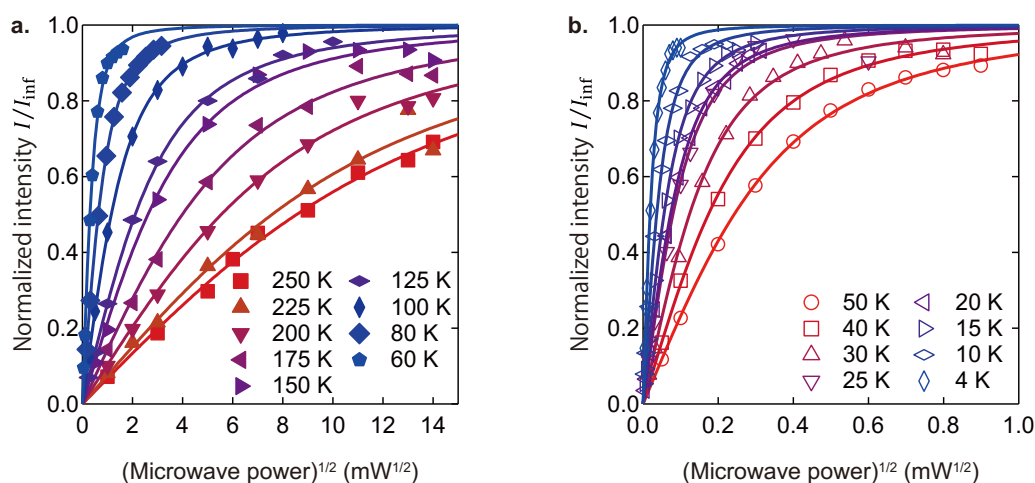 a.
Normalized intensity I/I_inf
1.0
0.8
0.6
0.4
0.2
0.0
0 2 4 6 8 10 12 14
(Microwave power)^1/2 (mW^1/2)
250 K
225 K
200 K
175 K
150 K
125 K
100 K
80 K
60 K
b.
Normalized intensity I/I_inf
1.0
0.8
0.6
0.4
0.2
0.0
0.0 0.2 0.4 0.6 0.8 1.0
(Microwave power)^1/2 (mW^1/2)
50 K
40 K
30 K
25 K
20 K
15 K
10 K
4 K